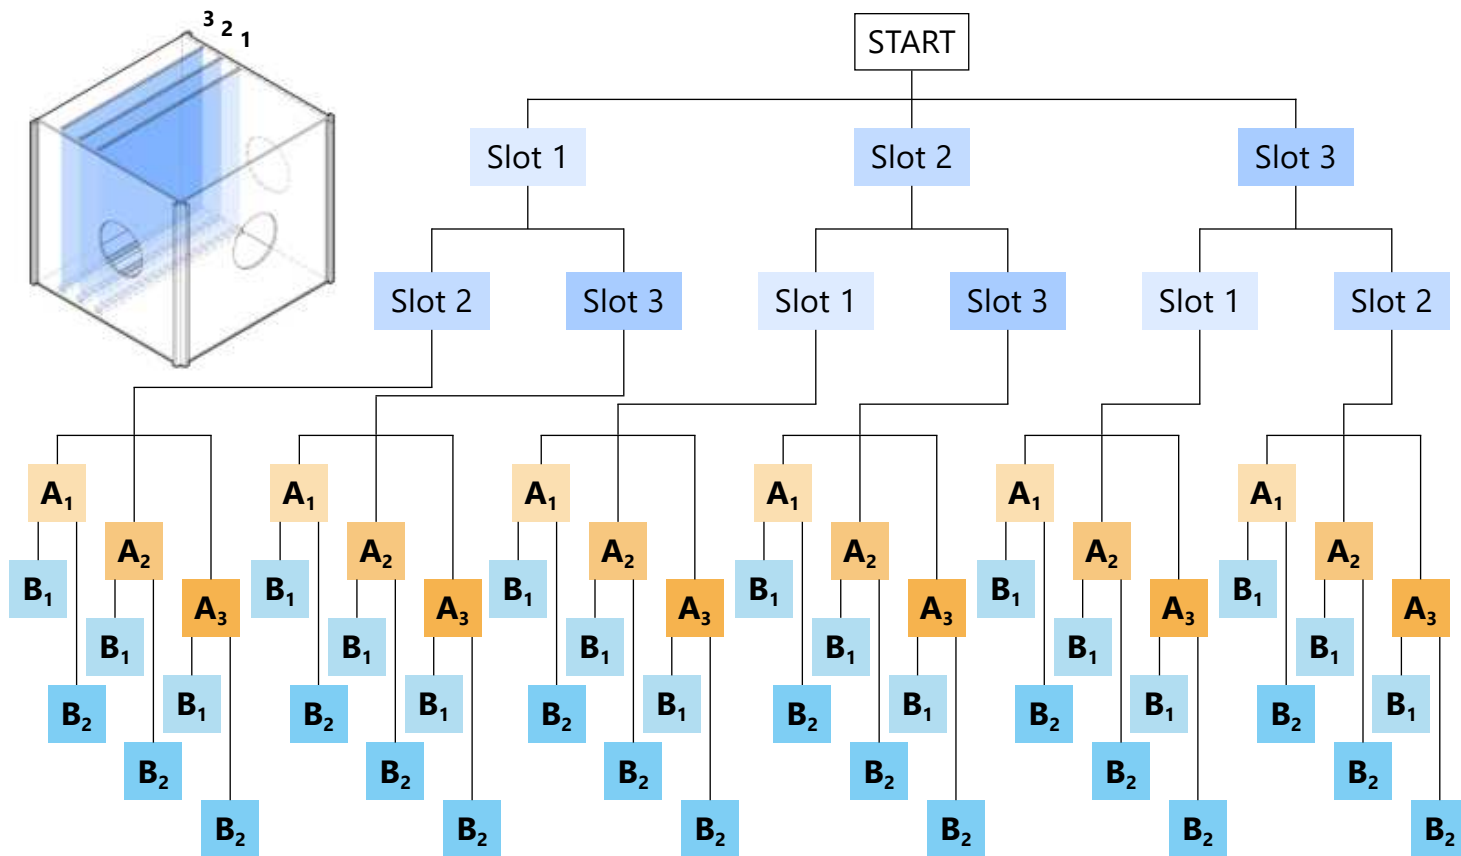 3
2
1
START
Slot 1 Slot 2 Slot 3
Slot 2 Slot 3 Slot 1 Slot 3 Slot 1 Slot 2
A₁ A₁ A₁ A₁ A₁ A₁
A₂ A₂ A₂ A₂ A₂ A₂
B₁ B₁ B₁ B₁ B₁ B₁
A₃ A₃ A₃ A₃ A₃ A₃
B₁ B₁ B₁ B₁ B₁ B₁
B₁ B₁ B₁ B₁ B₁ B₁
B₂ B₂ B₂ B₂ B₂ B₂
B₂ B₂ B₂ B₂ B₂ B₂
B₂ B₂ B₂ B₂ B₂ B₂